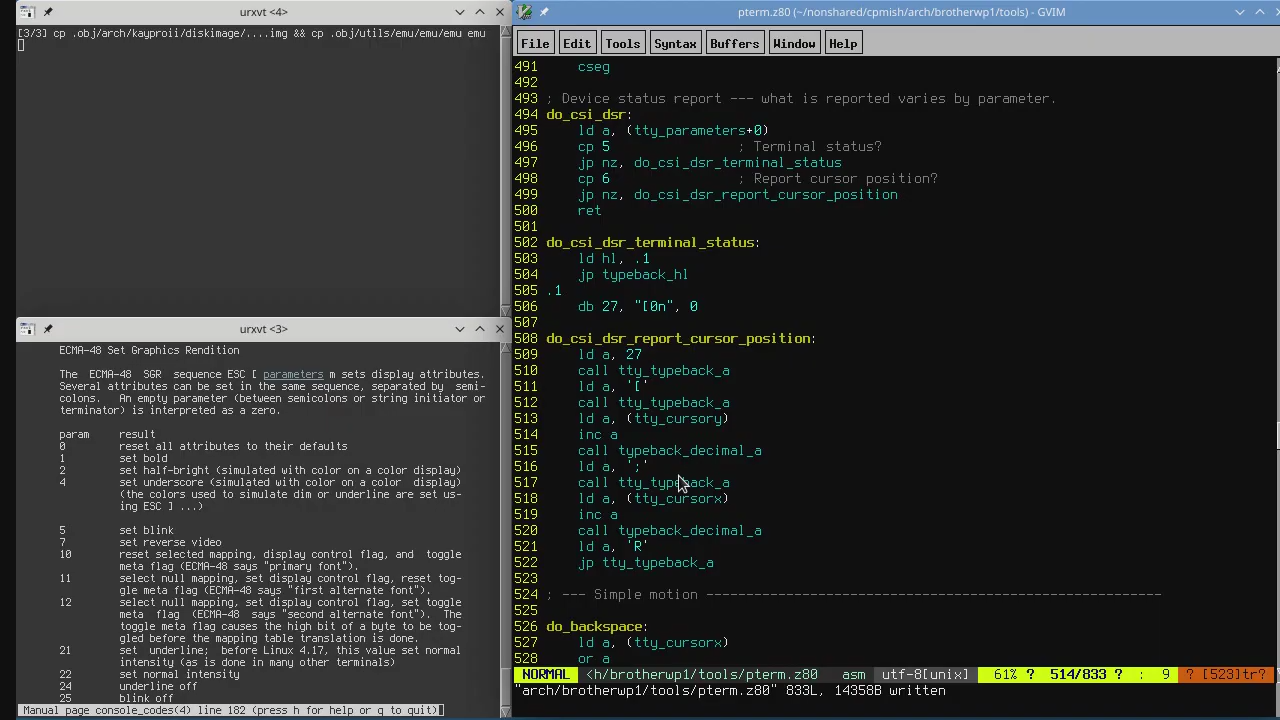 urxvt <4>
[3/3] cp .obj/arch/kayproii/diskimage/....img && cp .obj/utils/emu/emu/emu emu
urxvt <3>
ECMA-48 Set Graphics Rendition
The ECMA-48 SGR sequence ESC [ parameters m sets display attributes.
Several attributes can be set in the same sequence, separated by semi-
colons. An empty parameter (between semicolons or string initiator or
terminator) is interpreted as a zero.
param result
0 reset all attributes to their defaults
1 set bold
2 set half-bright (simulated with color on a color display)
4 set underscore (simulated with color on a color display)
(the colors used to simulate dim or underline are set us-
ing ESC ] ...)
5 set blink
7 set reverse video
10 reset selected mapping, display control flag, and toggle
meta flag (ECMA-48 says "primary font").
11 select null mapping, set display control flag, reset tog-
gle meta flag (ECMA-48 says "first alternate font").
12 select null mapping, set display control flag, set toggle
meta flag (ECMA-48 says "second alternate font"). The
toggle meta flag causes the high bit of a byte to be tog-
gled before the mapping table translation is done.
21 set underline; before Linux 4.17, this value set normal
intensity (as is done in many other terminals)
22 set normal intensity
24 underline off
25 blink off
Manual page console_codes(4) line 182 (press h for help or q to quit)
pterm.z80 (~/nonshared/cpmish/arch/brotherwp1/tools) - GVIM
File Edit Tools Syntax Buffers Window Help
491 cseg
492
493 ; Device status report --- what is reported varies by parameter.
494 do_csi_dsr:
495 ld a, (tty_parameters+0)
496 cp 5 ; Terminal status?
497 jp nz, do_csi_dsr_terminal_status
498 cp 6 ; Report cursor position?
499 jp nz, do_csi_dsr_report_cursor_position
500 ret
501
502 do_csi_dsr_terminal_status:
503 ld hl, .1
504 jp typeback_hl
505 .1
506 db 27, "[0n", 0
507
508 do_csi_dsr_report_cursor_position:
509 ld a, 27
510 call tty_typeback_a
511 ld a, '['
512 call tty_typeback_a
513 ld a, (tty_cursory)
514 inc a
515 call typeback_decimal_a
516 ld a, ';'
517 call tty_typeback_a
518 ld a, (tty_cursorx)
519 inc a
520 call typeback_decimal_a
521 ld a, 'R'
522 jp tty_typeback_a
523
524 ; --- Simple motion ---------------------------------------------------------
525
526 do_backspace:
527 ld a, (tty_cursorx)
528 or a
NORMAL <h/brotherwp1/tools/pterm.z80 asm utf-8[unix] 61% ? 514/833 ? : 9 ? [523]tr?
"arch/brotherwp1/tools/pterm.z80" 833L, 14358B written